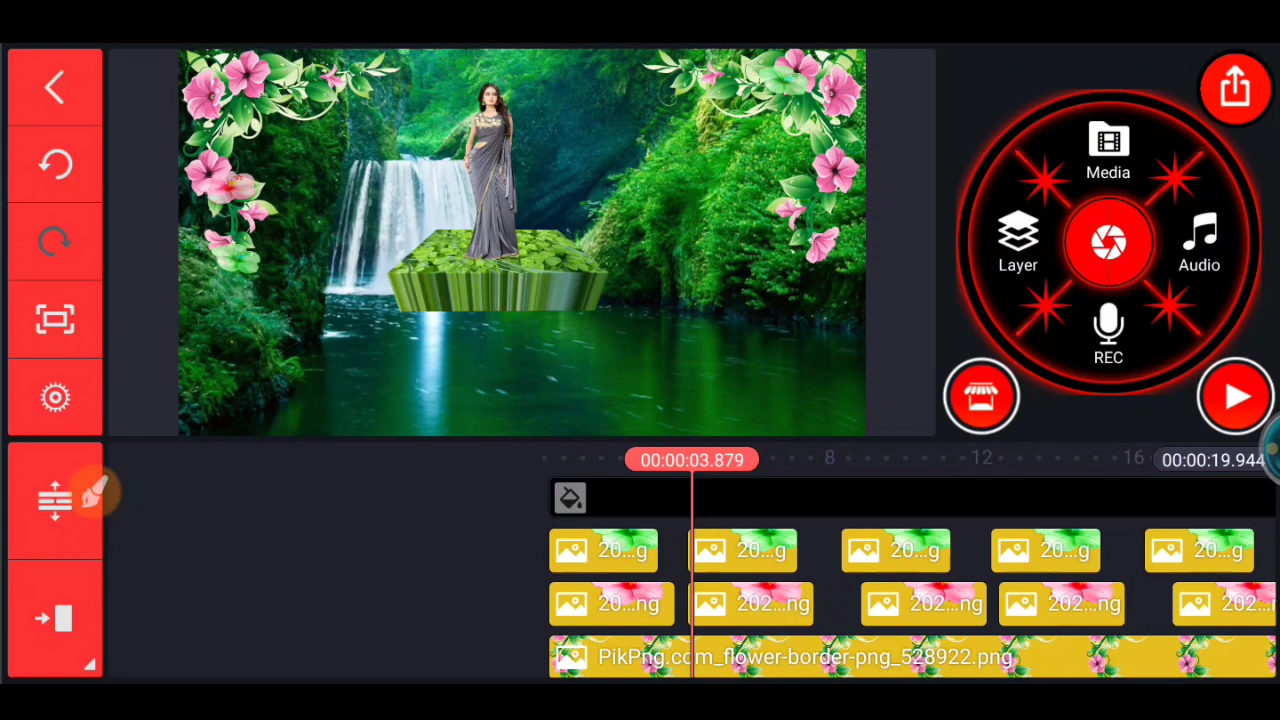 Media
Layer
Audio
REC
00:00:03.879
8
12
16
00:00:19.944
20...g
20...g
20...g
20...g
20...g
20...ng
202...ng
202...ng
202...ng
202...
PikPng.com_flower-border-png_528922.png